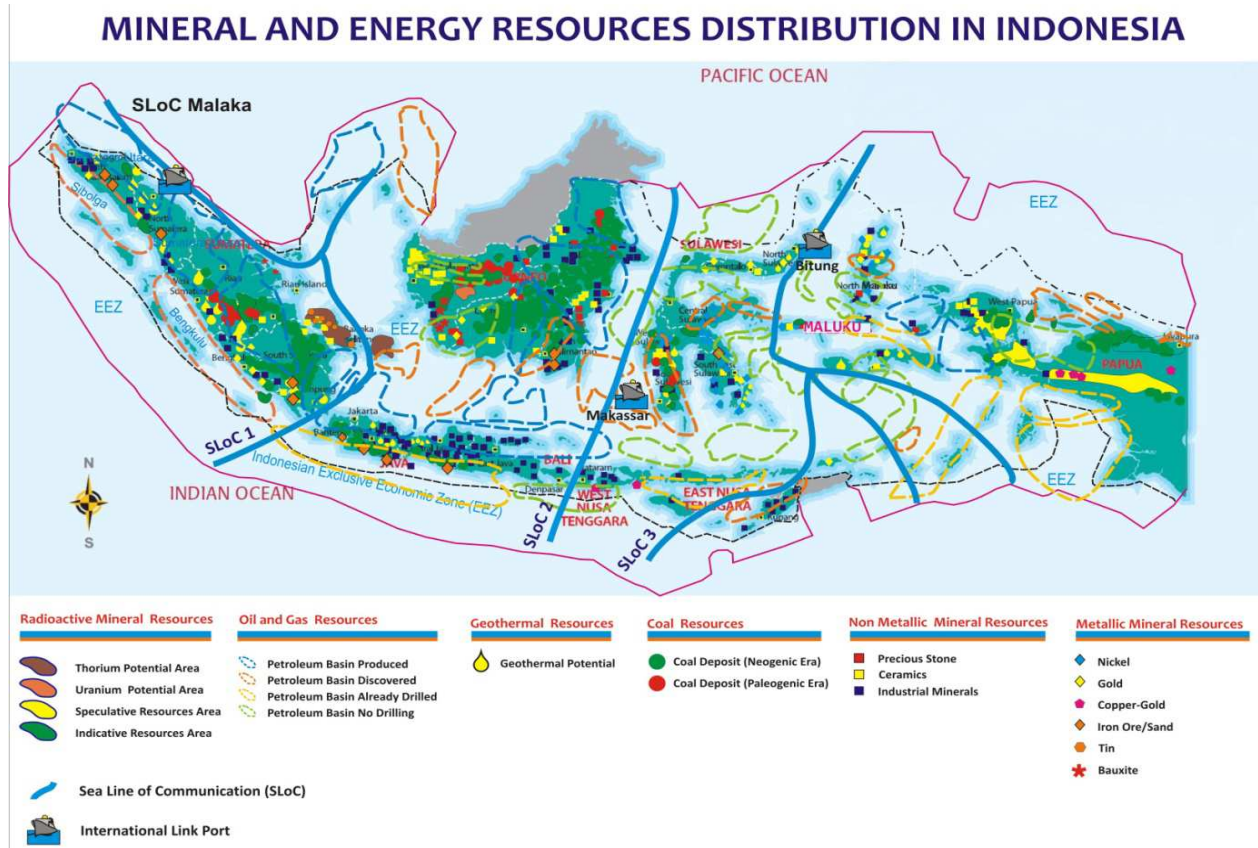 MINERAL AND ENERGY RESOURCES DISTRIBUTION IN INDONESIA
PACIFIC OCEAN
SLoC Malaka
Sibolga
North
Sumatera
Riau Island
EEZ
Bengkulu
EEZ
SULAWESI
Bitung
EEZ
North Maluku
MALUKU
West Papua
PAPUA
Central
Makassar
Jakarta
SLoC 1
JAVA
BALI
Denpasar
WEST
NUSA
TENGGARA
EAST NUSA
TENGGARA
Kupang
EEZ
Indonesian Exclusive Economic Zone (EEZ)
INDIAN OCEAN
SLoC 2
SLoC 3
N
S
Radioactive Mineral Resources
Thorium Potential Area
Uranium Potential Area
Speculative Resources Area
Indicative Resources Area
Sea Line of Communication (SLoC)
International Link Port
Oil and Gas Resources
Petroleum Basin Produced
Petroleum Basin Discovered
Petroleum Basin Already Drilled
Petroleum Basin No Drilling
Geothermal Resources
Geothermal Potential
Coal Resources
Coal Deposit (Neogenic Era)
Coal Deposit (Paleogenic Era)
Non Metallic Mineral Resources
Precious Stone
Ceramics
Industrial Minerals
Metallic Mineral Resources
Nickel
Gold
Copper-Gold
Iron Ore/Sand
Tin
Bauxite